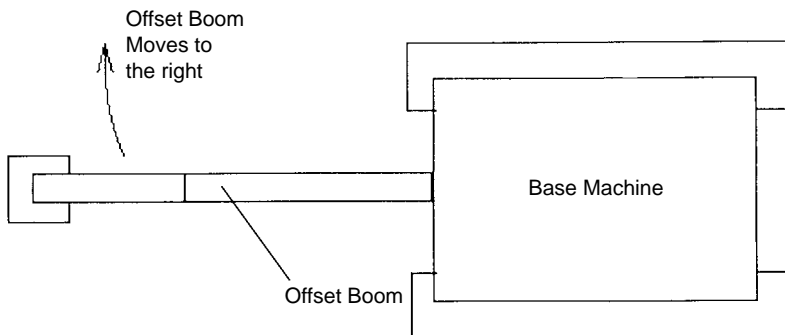 Offset Boom
Moves to
the right
Base Machine
Offset Boom